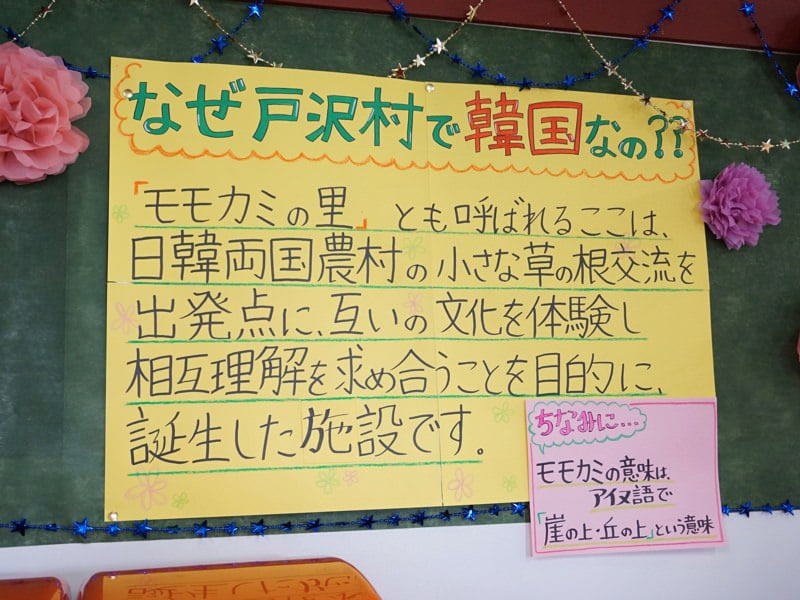 なぜ戸沢村で韓国なの??
「モモカミの里」とも呼ばれるここは、
日韓両国農村の小さな草の根交流を
出発点に、互いの文化を体験し
相互理解を求め合うことを目的に、
誕生した施設です。
ちなみに…
モモカミの意味は、
アイヌ語で
「崖の上・丘の上」という意味